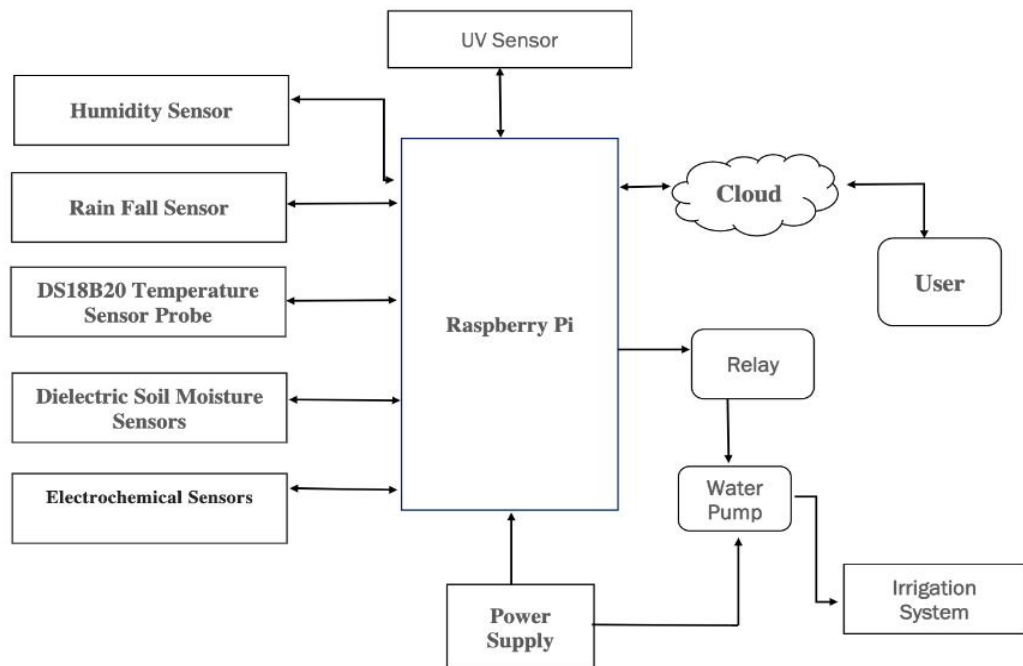 UV Sensor
Humidity Sensor
Rain Fall Sensor
Cloud
DS18B20 Temperature
Sensor Probe
User
Raspberry Pi
Relay
Dielectric Soil Moisture
Sensors
Electrochemical Sensors
Water
Pump
Irrigation
System
Power
Supply